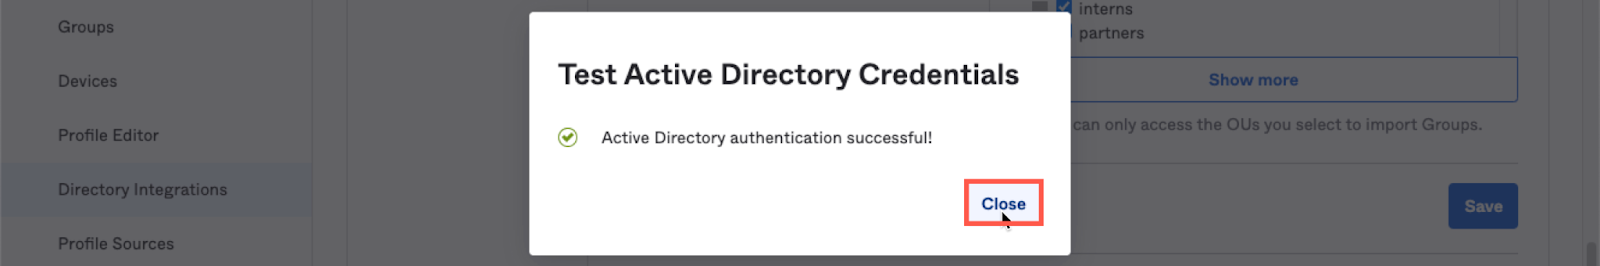 Groups
Devices
Profile Editor
Directory Integrations
Profile Sources
Test Active Directory Credentials
Active Directory authentication successful!
Close
interns
partners
Show more
can only access the OUs you select to import Groups.
Save